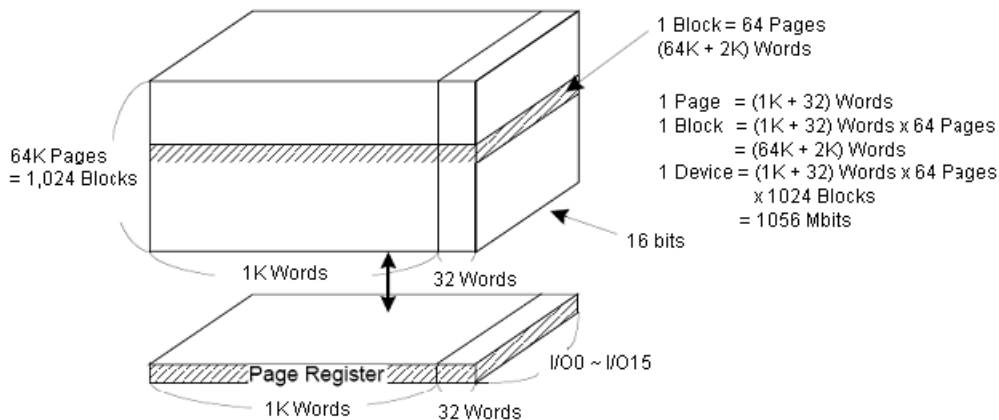 1 Block = 64 Pages
(64K + 2K) Words
1 Page = (1K + 32) Words
1 Block = (1K + 32) Words x 64 Pages
= (64K + 2K) Words
1 Device = (1K + 32) Words x 64 Pages
x 1024 Blocks
= 1056 Mbits
64K Pages
= 1,024 Blocks
16 bits
1K Words
32 Words
I/O0 ~ I/O15
Page Register
1K Words
32 Words